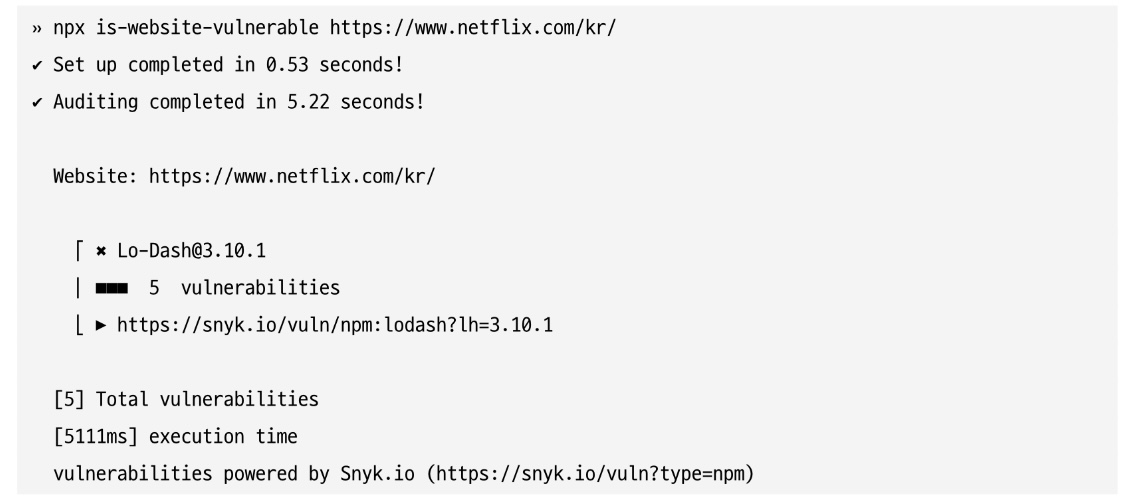 » npx is-website-vulnerable https://www.netflix.com/kr/
✔ Set up completed in 0.53 seconds!
✔ Auditing completed in 5.22 seconds!
Website: https://www.netflix.com/kr/
⎡ ✖ Lo-Dash@3.10.1
⎢ ■■■ 5 vulnerabilities
⎣ ► https://snyk.io/vuln/npm:lodash?lh=3.10.1
[5] Total vulnerabilities
[5111ms] execution time
vulnerabilities powered by Snyk.io (https://snyk.io/vuln?type=npm)